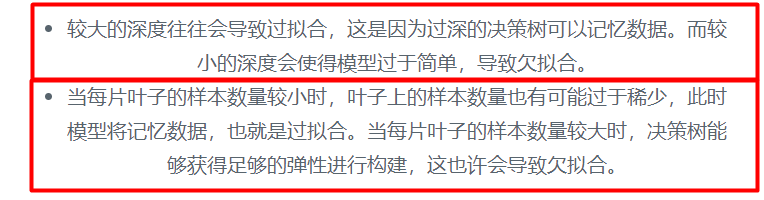 • 较大的深度往往会导致过拟合，这是因为过深的决策树可以记忆数据。而较
小的深度会使得模型过于简单，导致欠拟合。
• 当每片叶子的样本数量较小时，叶子上的样本数量也有可能过于稀少，此时
模型将记忆数据，也就是过拟合。当每片叶子的样本数量较大时，决策树能
够获得足够的弹性进行构建，这也许会导致欠拟合。